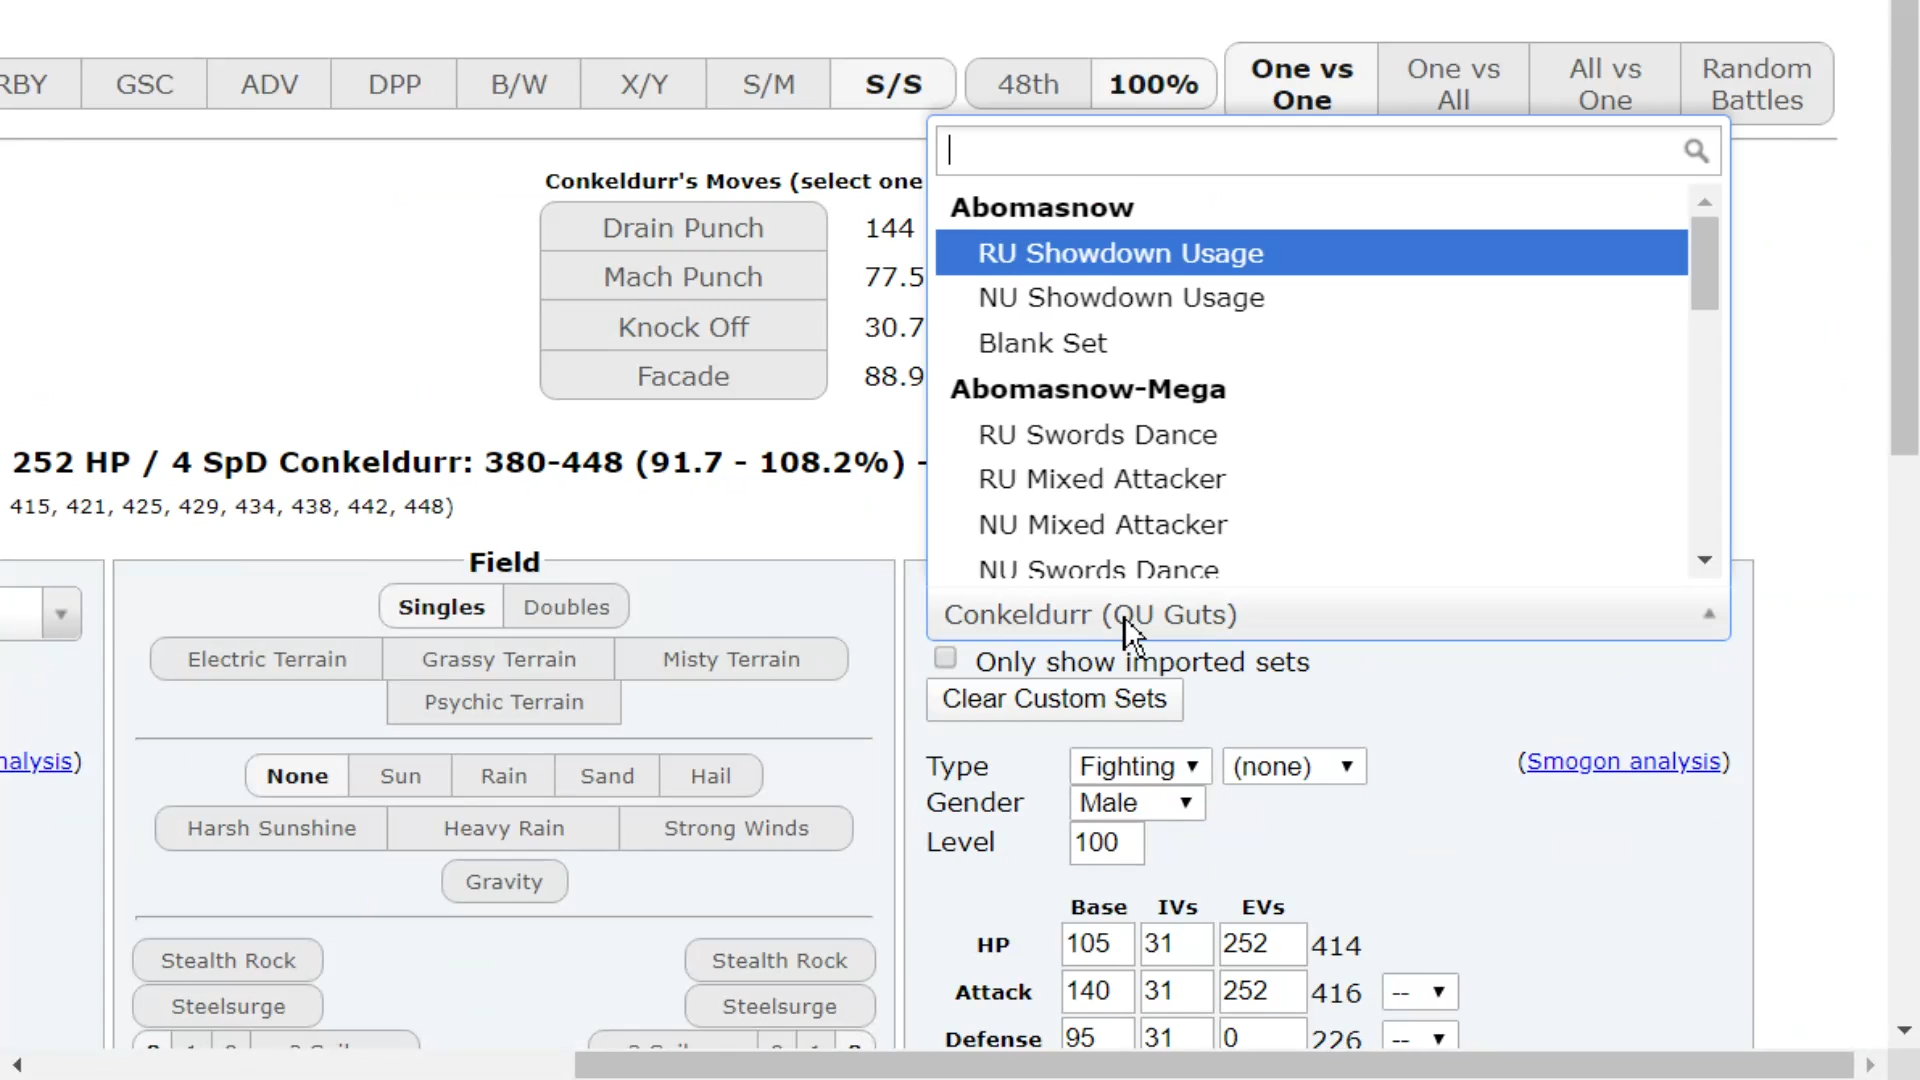 RBY GSC ADV DPP B/W X/Y S/M S/S 48th 100% One vs One One vs All All vs One Random Battles
Conkeldurr's Moves (select one
Drain Punch 144
Mach Punch 77.5
Knock Off 30.7
Facade 88.9
Abomasnow
RU Showdown Usage
NU Showdown Usage
Blank Set
Abomasnow-Mega
RU Swords Dance
RU Mixed Attacker
NU Mixed Attacker
NU Swords Dance
Conkeldurr (OU Guts)
252 HP / 4 SpD Conkeldurr: 380-448 (91.7 - 108.2%) -
415, 421, 425, 429, 434, 438, 442, 448)
Field
Singles Doubles
Electric Terrain Grassy Terrain Misty Terrain
Psychic Terrain
None Sun Rain Sand Hail
Harsh Sunshine Heavy Rain Strong Winds
Gravity
Stealth Rock Stealth Rock
Steelsurge Steelsurge
nalysis)
Only show imported sets
Clear Custom Sets
Type Fighting (none) (Smogon analysis)
Gender Male
Level 100
Base IVs EVs
HP 105 31 252 414
Attack 140 31 252 416 --
Defense 95 31 0 226 --